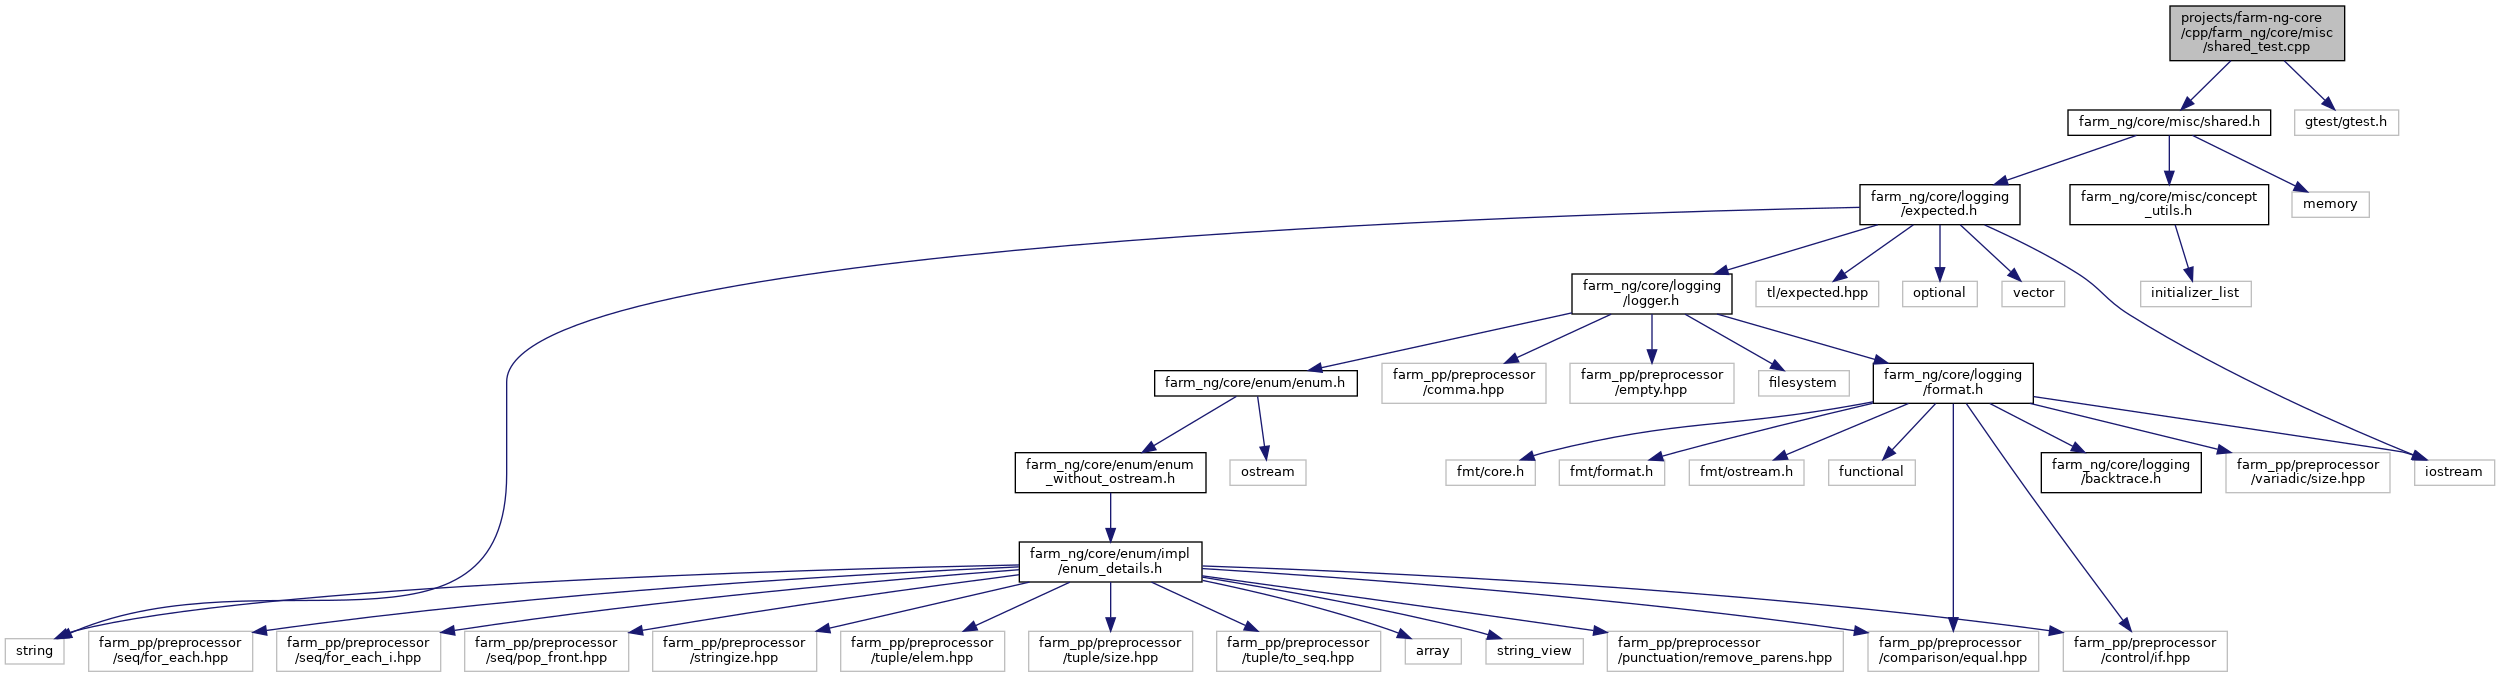 projects/farm-ng-core
/cpp/farm_ng/core/misc
/shared_test.cpp
farm_ng/core/misc/shared.h
gtest/gtest.h
farm_ng/core/logging
/expected.h
farm_ng/core/misc/concept
_utils.h
memory
farm_ng/core/logging
/logger.h
tl/expected.hpp
optional
vector
initializer_list
farm_ng/core/enum/enum.h
farm_pp/preprocessor
/comma.hpp
farm_pp/preprocessor
/empty.hpp
filesystem
farm_ng/core/logging
/format.h
farm_ng/core/enum/enum
_without_ostream.h
ostream
fmt/core.h
fmt/format.h
fmt/ostream.h
functional
farm_ng/core/logging
/backtrace.h
farm_pp/preprocessor
/variadic/size.hpp
iostream
farm_ng/core/enum/impl
/enum_details.h
string
farm_pp/preprocessor
/seq/for_each.hpp
farm_pp/preprocessor
/seq/for_each_i.hpp
farm_pp/preprocessor
/seq/pop_front.hpp
farm_pp/preprocessor
/stringize.hpp
farm_pp/preprocessor
/tuple/elem.hpp
farm_pp/preprocessor
/tuple/size.hpp
farm_pp/preprocessor
/tuple/to_seq.hpp
array
string_view
farm_pp/preprocessor
/punctuation/remove_parens.hpp
farm_pp/preprocessor
/comparison/equal.hpp
farm_pp/preprocessor
/control/if.hpp